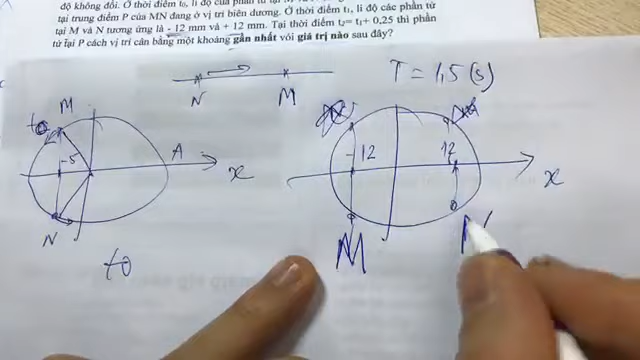 độ không đổi. Ở thời điểm t₀, li độ của phần tử tại M và N
tại trung điểm P của MN đang ở vị trí biên dương. Ở thời điểm t₁, li độ các phần tử
tại M và N tương ứng là - 12 mm và + 12 mm. Tại thời điểm t₂= t₁+ 0,25 thì phần
tử tại P cách vị trí cân bằng một khoảng gần nhất với giá trị nào sau đây?
N M
T = 1,5 (s)
M
-5
A
x
N
t0
- 12
12
x
M
N